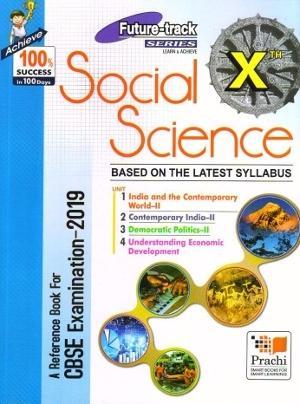 Achieve
100%
SUCCESS
in 100 Days
Future-track
SERIES
LEARN & ACHIEVE
Social
Science
X TH
BASED ON THE LATEST SYLLABUS
UNIT
1 India and the Contemporary
World-II
2 Contemporary India-II
3 Democratic Politics-II
4 Understanding Economic
Development
A Reference Book For
CBSE Examination-2019
Prachi
SMART BOOKS FOR
SMART LEARNING